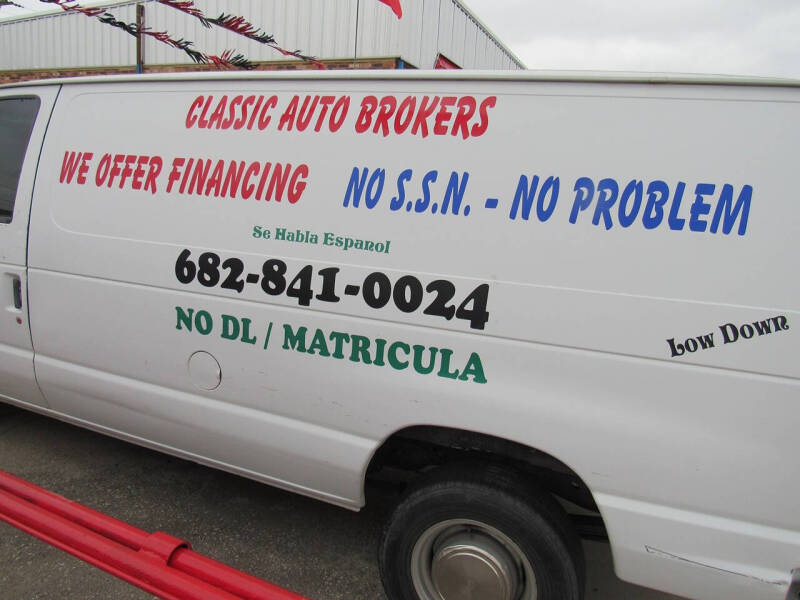 CLASSIC AUTO BROKERS
WE OFFER FINANCING
NO S.S.N. - NO PROBLEM
Se Habla Espanol
682-841-0024
NO DL / MATRICULA
LOW DOWN